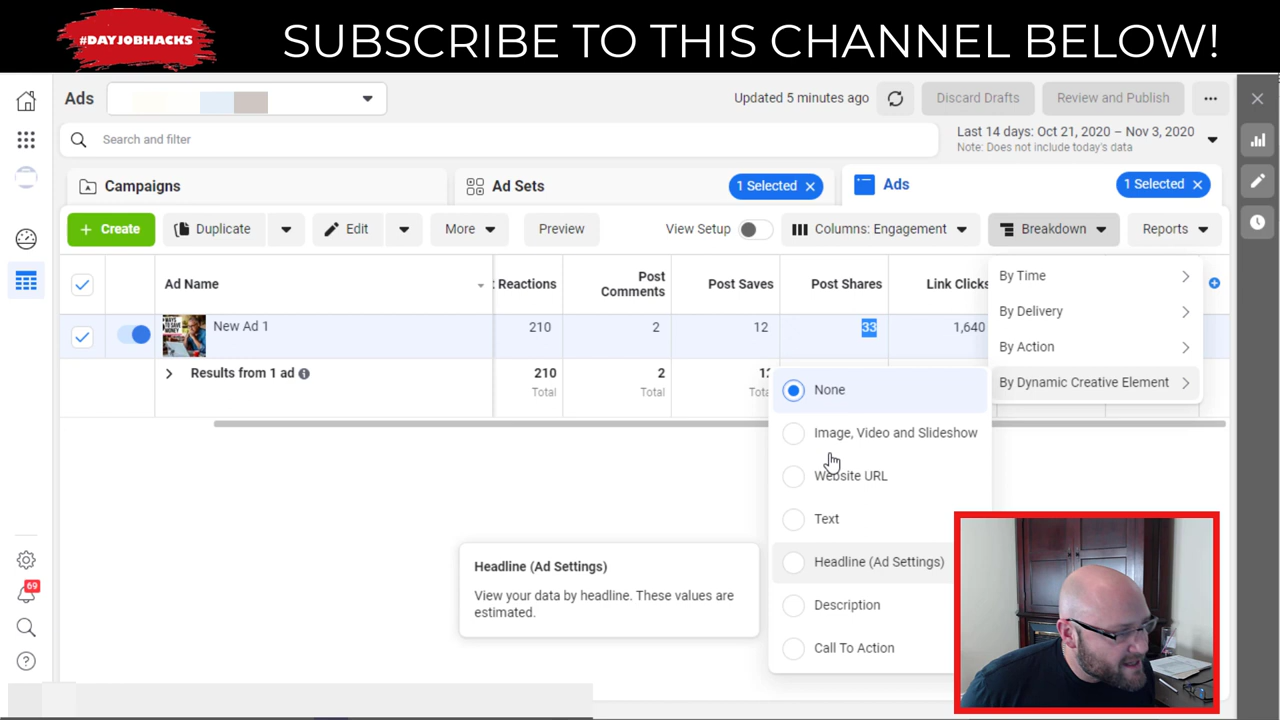 #DAYJOBHACKS
SUBSCRIBE TO THIS CHANNEL BELOW!
Ads
Updated 5 minutes ago
Discard Drafts
Review and Publish
Search and filter
Last 14 days: Oct 21, 2020 – Nov 3, 2020
Note: Does not include today's data
Campaigns
Ad Sets
1 Selected
Ads
1 Selected
Create
Duplicate
Edit
More
Preview
View Setup
Columns: Engagement
Breakdown
Reports
Ad Name
Reactions
Post Comments
Post Saves
Post Shares
Link Clicks
By Time
By Delivery
By Action
By Dynamic Creative Element
WAYS TO SAVE MONEY
New Ad 1
210
2
12
33
1,640
Results from 1 ad
210
2
Total
Total
None
Image, Video and Slideshow
Website URL
Text
Headline (Ad Settings)
Description
Call To Action
Headline (Ad Settings)
View your data by headline. These values are
estimated.
69